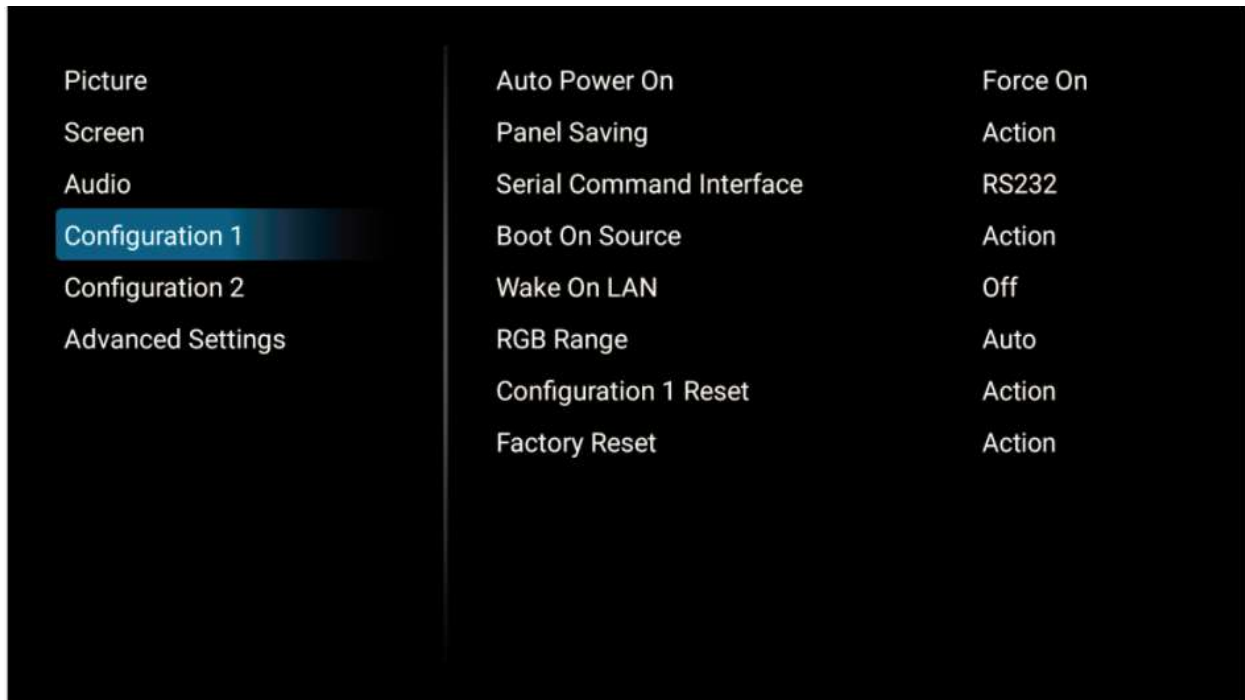 Picture
Screen
Audio
Configuration 1
Configuration 2
Advanced Settings
Auto Power On Force On
Panel Saving Action
Serial Command Interface RS232
Boot On Source Action
Wake On LAN Off
RGB Range Auto
Configuration 1 Reset Action
Factory Reset Action